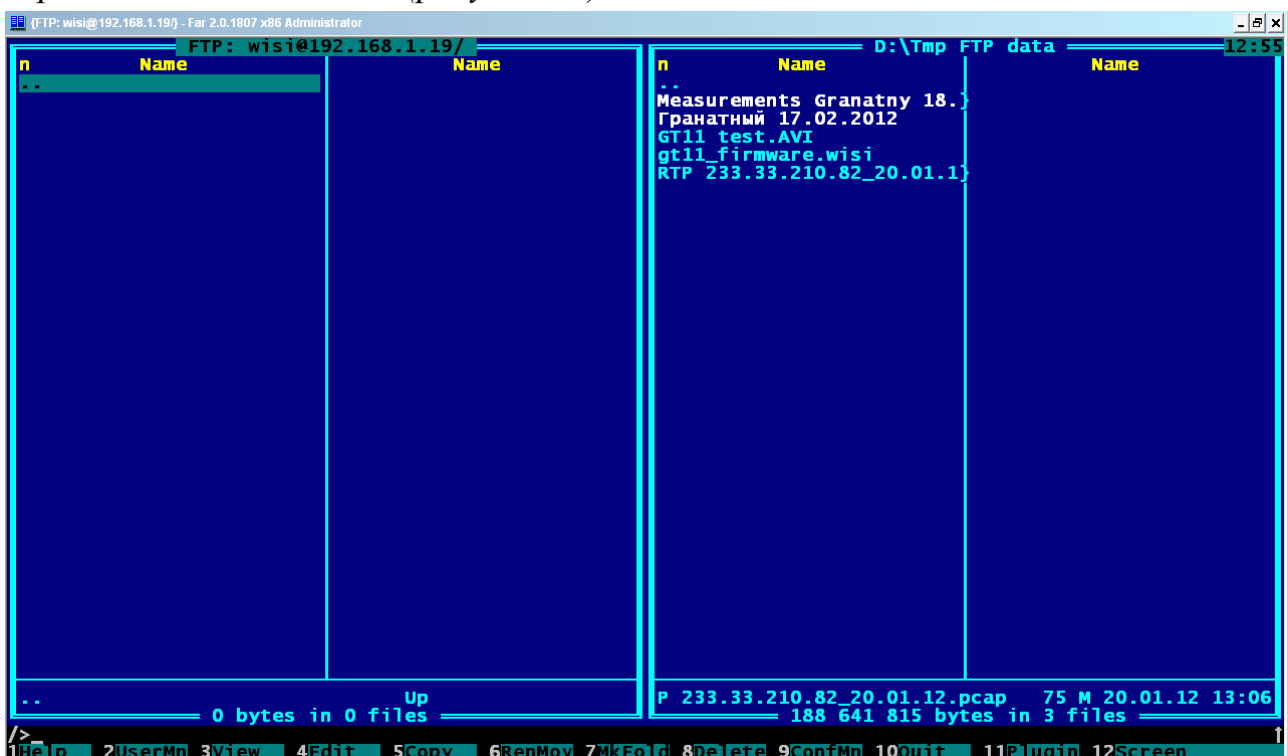 {FTP: wisi@192.168.1.19/} - Far 2.0.1807 x86 Administrator
FTP: wisi@192.168.1.19/
n Name Name
..
.. Up
0 bytes in 0 files
D:\Tmp FTP data 12:55
n Name Name
..
Measurements Granatny 18.}
Гранатный 17.02.2012
GT11 test.AVI
gt11_firmware.wisi
RTP 233.33.210.82_20.01.1}
P 233.33.210.82_20.01.12.pcap 75 M 20.01.12 13:06
188 641 815 bytes in 3 files
/>_
1Help 2UserMn 3View 4Edit 5Copy 6RenMov 7MkFold 8Delete 9ConfMn 10Quit 11Plugin 12Screen